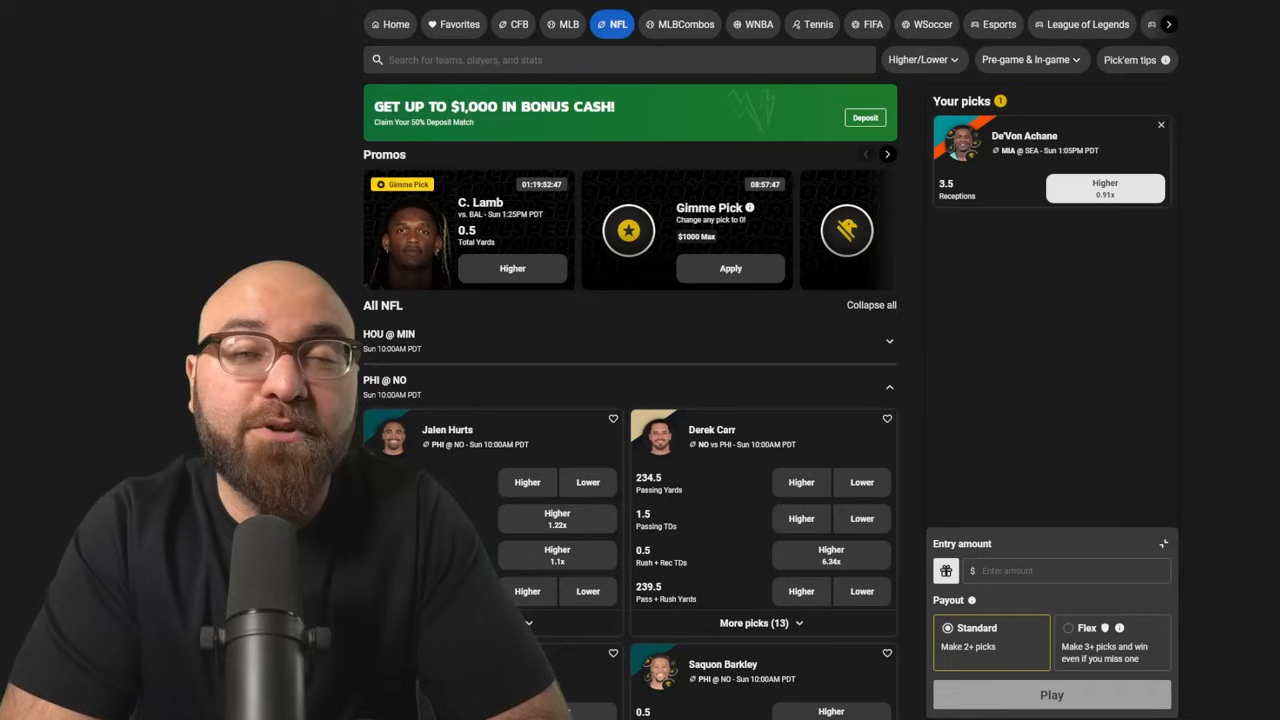 Home
Favorites
CFB
MLB
NFL
MLBCombos
WNBA
Tennis
FIFA
WSoccer
Esports
League of Legends
Search for teams, players, and stats
Higher/Lower
Pre-game & In-game
Pick'em tips
GET UP TO $1,000 IN BONUS CASH!
Claim Your 50% Deposit Match
Deposit
Promos
Gimme Pick
01:19:52:47
C. Lamb
vs. BAL - Sun 1:25PM PDT
0.5
Total Yards
Higher
08:57:47
Gimme Pick
Change any pick to 0!
$1000 Max
Apply
All NFL
Collapse all
HOU @ MIN
Sun 10:00AM PDT
PHI @ NO
Sun 10:00AM PDT
Jalen Hurts
PHI @ NO - Sun 10:00AM PDT
Higher
Lower
Higher
1.22x
Higher
1.1x
Higher
Lower
Derek Carr
NO vs PHI - Sun 10:00AM PDT
234.5
Passing Yards
Higher
Lower
1.5
Passing TDs
Higher
Lower
0.5
Rush + Rec TDs
Higher
6.34x
239.5
Pass + Rush Yards
Higher
Lower
More picks (13)
Saquon Barkley
PHI @ NO - Sun 10:00AM PDT
0.5
Higher
Your picks 1
De'Von Achane
MIA @ SEA - Sun 1:05PM PDT
3.5
Receptions
Higher
0.91x
Entry amount
$ Enter amount
Payout
Standard
Make 2+ picks
Flex
Make 3+ picks and win
even if you miss one
Play